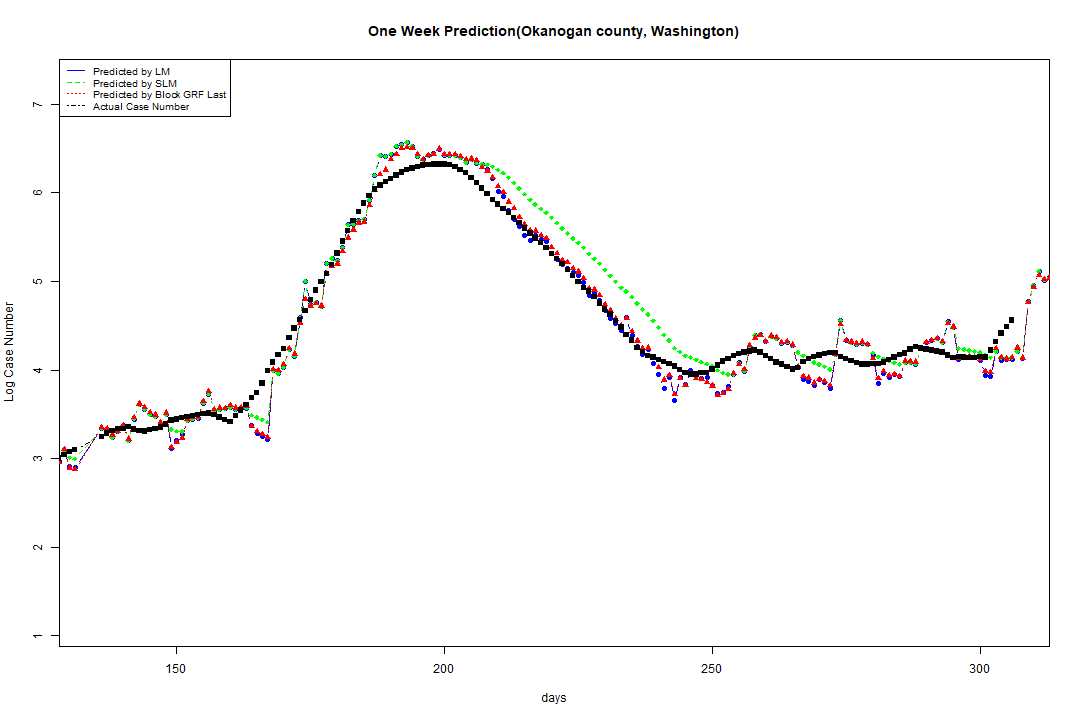 One Week Prediction(Okanogan county, Washington)
Predicted by LM
Predicted by SLM
Predicted by Block GRF Last
Actual Case Number
7
6
5
4
3
2
1
Log Case Number
150
200
250
300
days